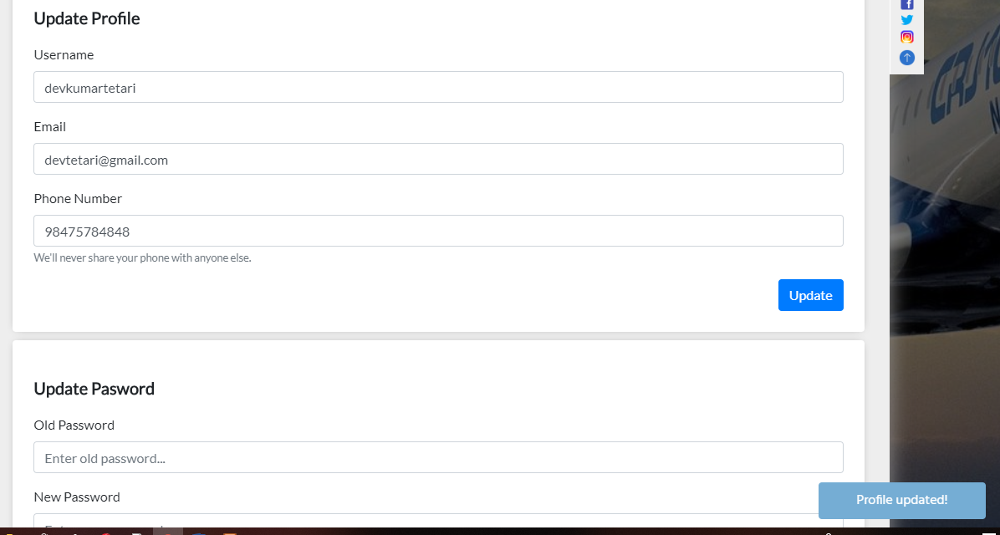 Update Profile
Username
devkumartetari
Email
devtetari@gmail.com
Phone Number
98475784848
We'll never share your phone with anyone else.
Update
Update Pasword
Old Password
Enter old password...
New Password
Profile updated!